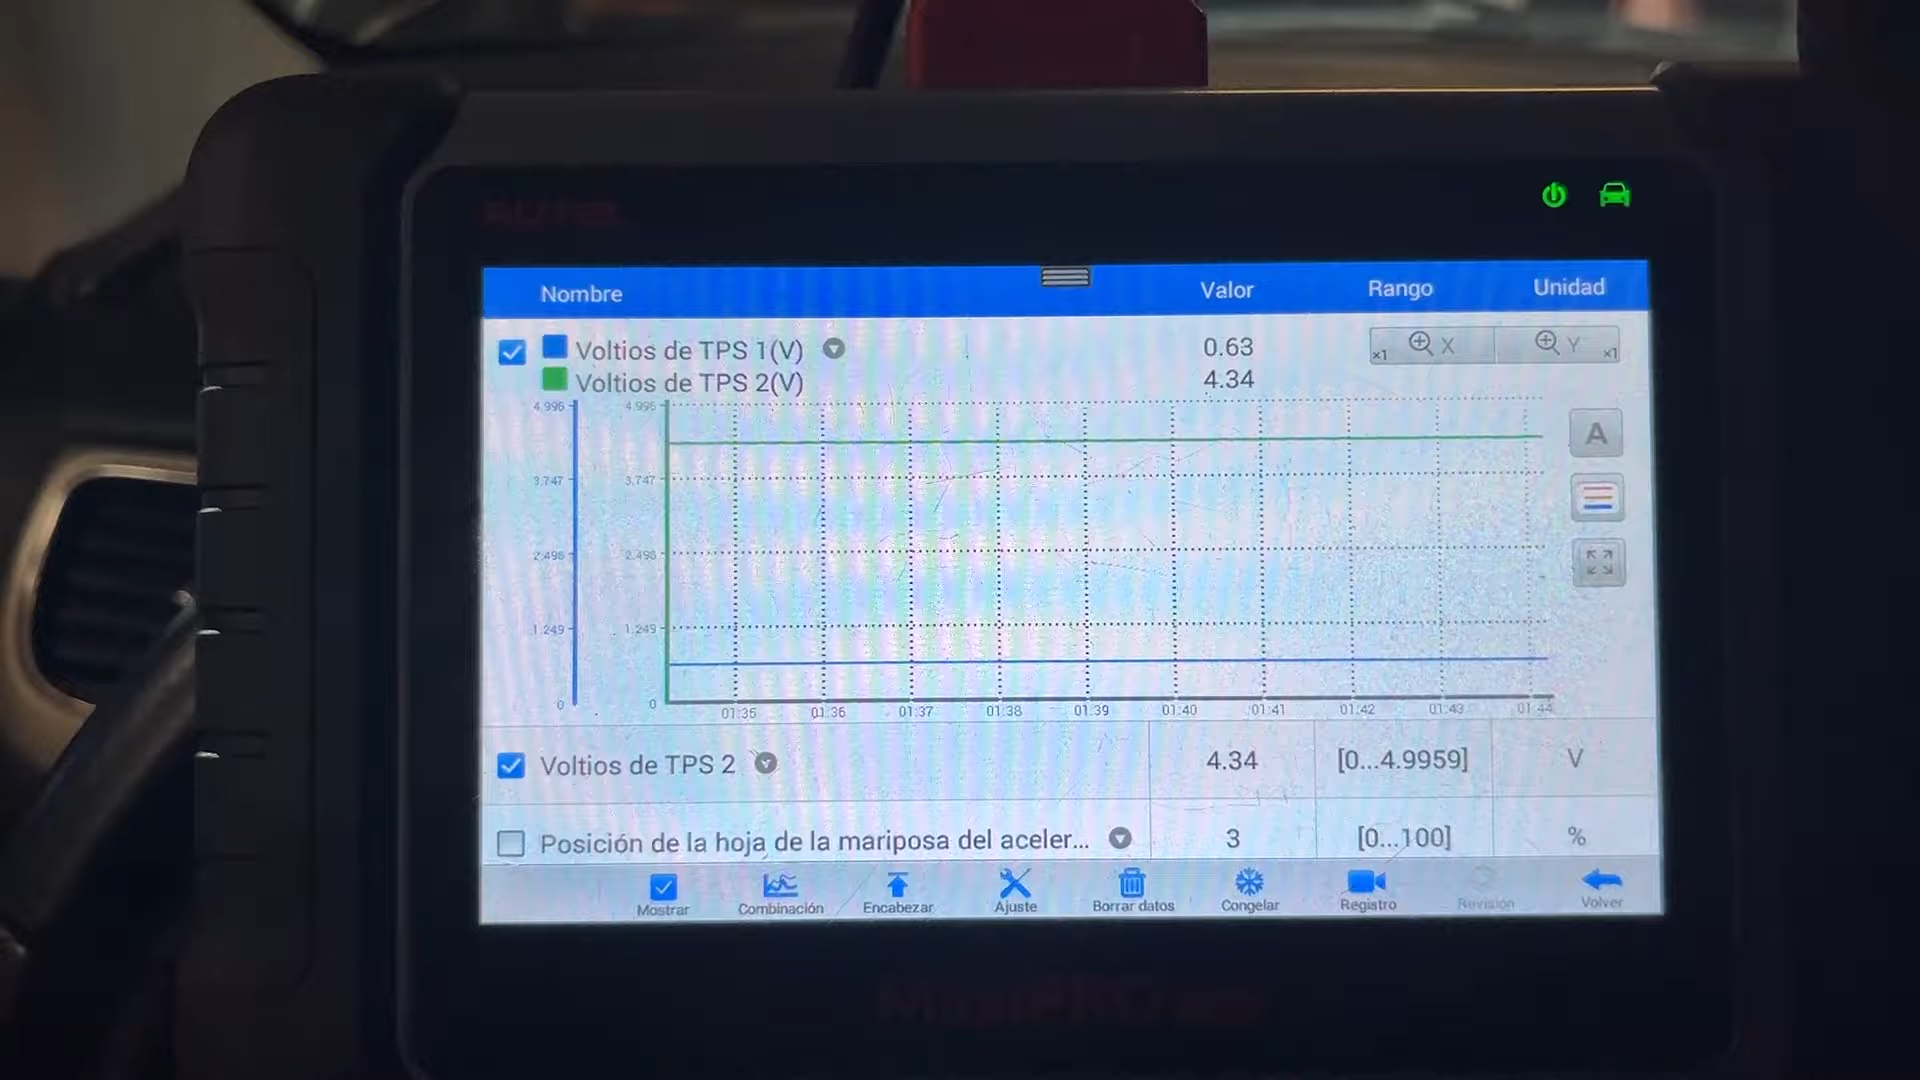 AUTEL
Nombre Valor Rango Unidad
Voltios de TPS 1(V) 0.63 x1 X Y x1
Voltios de TPS 2(V) 4.34
4.996 4.996
A
3.747 3.747
2.498 2.498
1.249 1.249
0 0
01:35 01:36 01:37 01:38 01:39 01:40 01:41 01:42 01:43 01:44
Voltios de TPS 2 4.34 [0...4.9959] V
Posición de la hoja de la mariposa del aceler... 3 [0...100] %
Mostrar Combinación Encabezar Ajuste Borrar datos Congelar Registro Revisión Volver